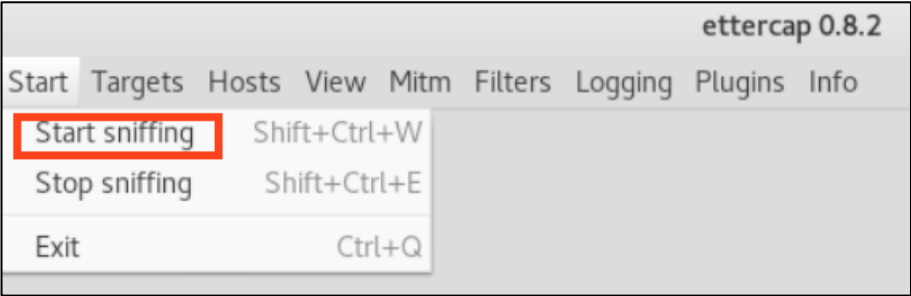 ettercap 0.8.2
Start Targets Hosts View Mitm Filters Logging Plugins Info
Start sniffing Shift+Ctrl+W
Stop sniffing Shift+Ctrl+E
Exit Ctrl+Q